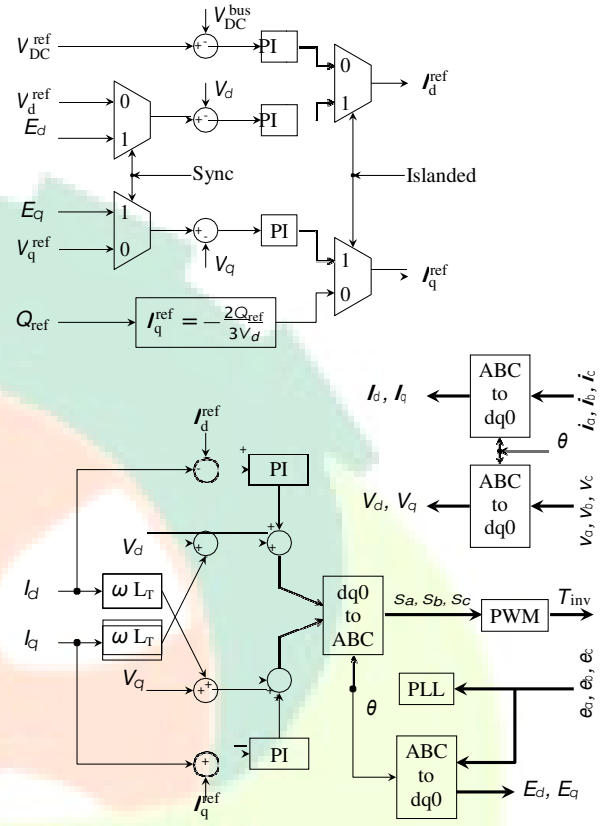 V_DC^bus
V_DC^ref + - PI
0
I_d^ref
V_d^ref 0 V_d
+ - PI 1
E_d 1
Sync Islanded
E_q 1
+ - PI
V_q^ref 0 V_q 1
I_q^ref
0
Q_ref I_q^ref = − 2Q_ref / 3V_d
I_d, I_q ABC to dq0 i_a, i_b, i_c
θ
V_d, V_q ABC to dq0 v_a, v_b, v_c
I_d^ref
- + PI
V_d + + +
I_d ω L_T
I_q ω L_T
dq0 to ABC S_a, S_b, S_c PWM T_inv
V_q + + + +
θ PLL e_a, e_b, e_c
+ − PI
I_q^ref
ABC to dq0 E_d, E_q